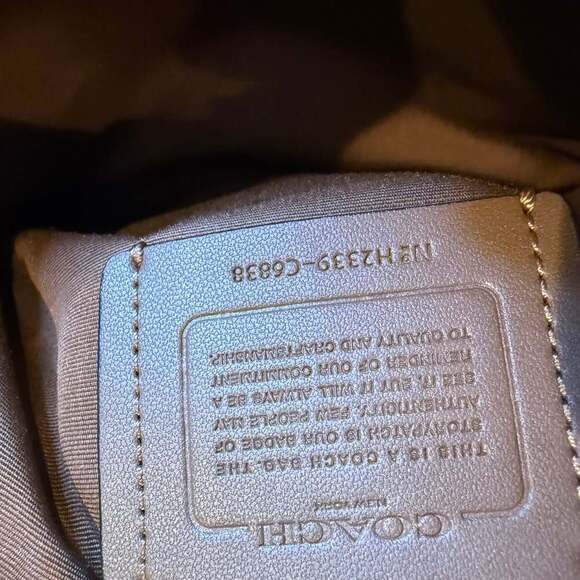 COACH
NEW YORK
THIS IS A COACH BAG. THE
STORYPATCH IS OUR BADGE OF
AUTHENTICITY. FEW PEOPLE MAY
SEE IT, BUT IT WILL ALWAYS BE A
REMINDER OF OUR COMMITMENT
TO QUALITY AND CRAFTSMANSHIP.
Nº H2339-C6838